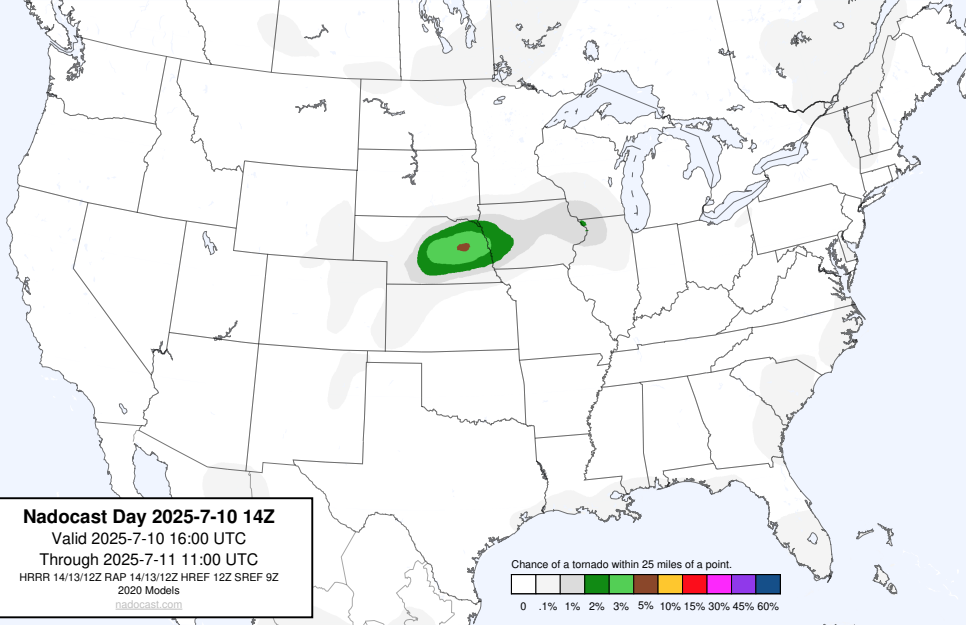 Nadocast Day 2025-7-10 14Z
Valid 2025-7-10 16:00 UTC
Through 2025-7-11 11:00 UTC
HRRR 14/13/12Z RAP 14/13/12Z HREF 12Z SREF 9Z
2020 Models
nadocast.com
Chance of a tornado within 25 miles of a point.
0 .1% 1% 2% 3% 5% 10% 15% 30% 45% 60%